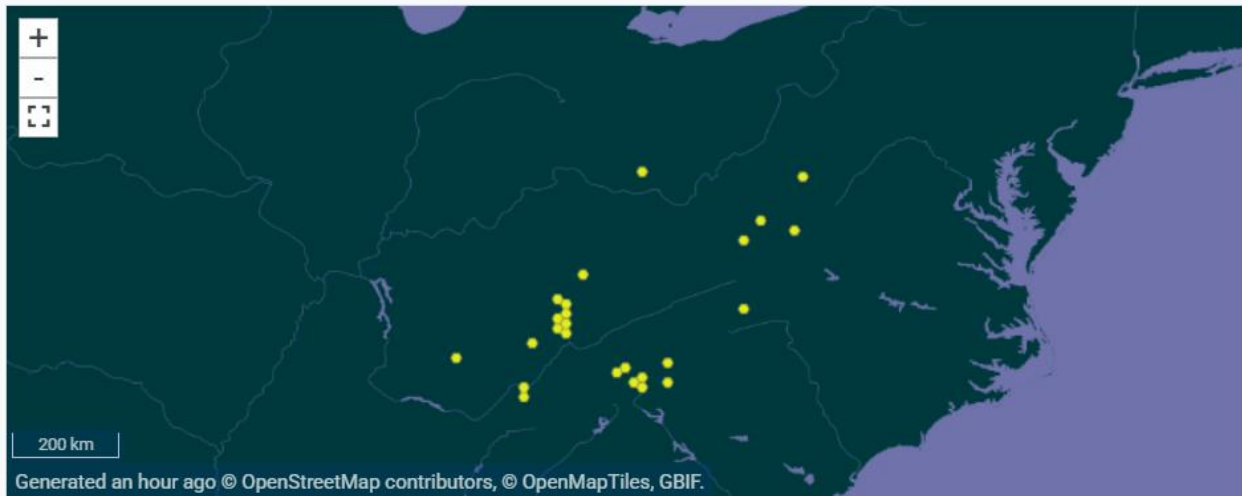 +
-
200 km
Generated an hour ago © OpenStreetMap contributors, © OpenMapTiles, GBIF.